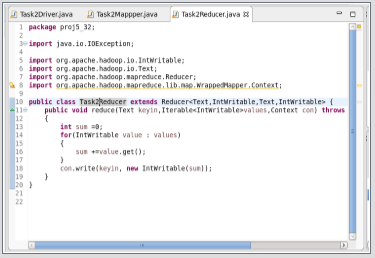 Task2Driver.java Task2Mappper.java Task2Reducer.java
1 package proj5_32;
2
3 import java.io.IOException;
4
5 import org.apache.hadoop.io.IntWritable;
6 import org.apache.hadoop.io.Text;
7 import org.apache.hadoop.mapreduce.Reducer;
8 import org.apache.hadoop.mapreduce.lib.map.WrappedMapper.Context;
9
10 public class Task2Reducer extends Reducer<Text,IntWritable,Text,IntWritable> {
11 public void reduce(Text keyin,Iterable<IntWritable>values,Context con) throws
12 {
13 int sum =0;
14 for(IntWritable value : values)
15 {
16 sum +=value.get();
17 }
18 con.write(keyin, new IntWritable(sum));
19 }
20 }
21
22